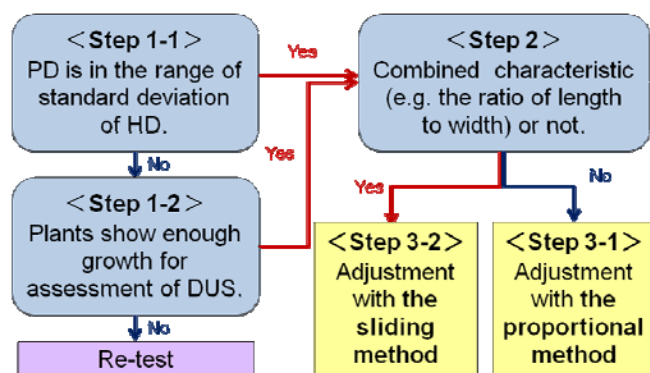 <Step 1-1>
PD is in the range of
standard deviation
of HD.
Yes
<Step 2>
Combined characteristic
(e.g. the ratio of length
to width) or not.
No
Yes
<Step 1-2>
Plants show enough
growth for
assessment of DUS.
Yes
No
<Step 3-2>
Adjustment
with the
sliding
method
<Step 3-1>
Adjustment
with the
proportional
method
No
Re-test